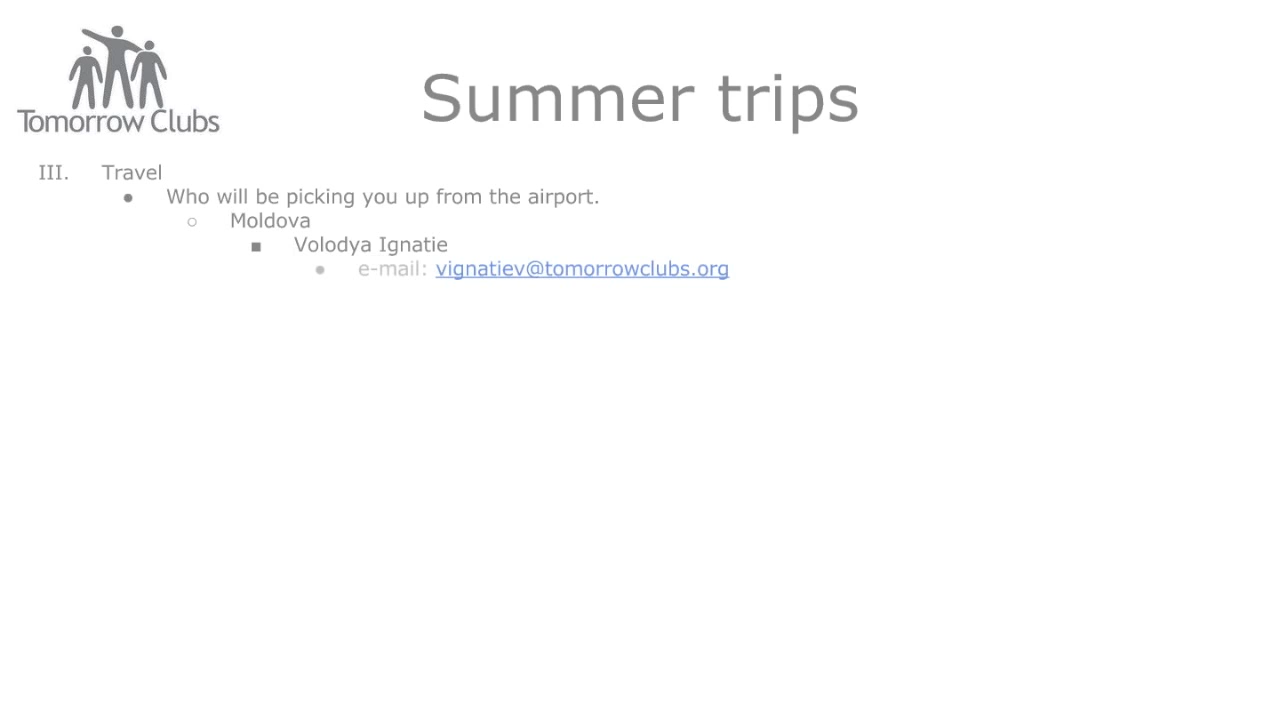 Tomorrow Clubs
Summer trips
III. Travel
● Who will be picking you up from the airport.
○ Moldova
■ Volodya Ignatie
● e-mail: vignatiev@tomorrowclubs.org